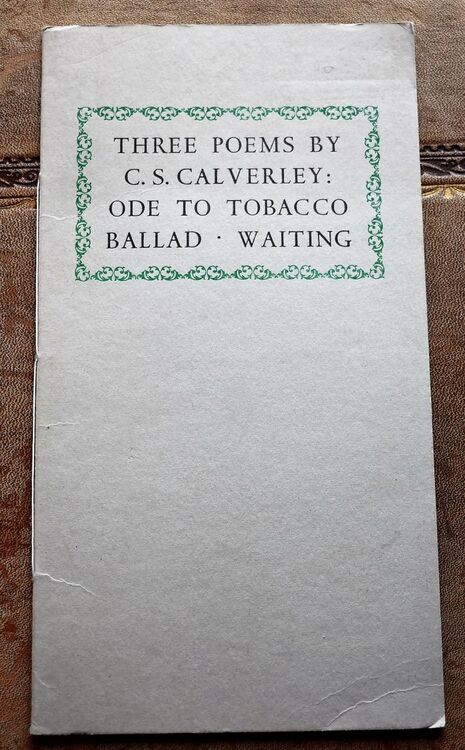 THREE POEMS BY
C. S. CALVERLEY:
ODE TO TOBACCO
BALLAD · WAITING